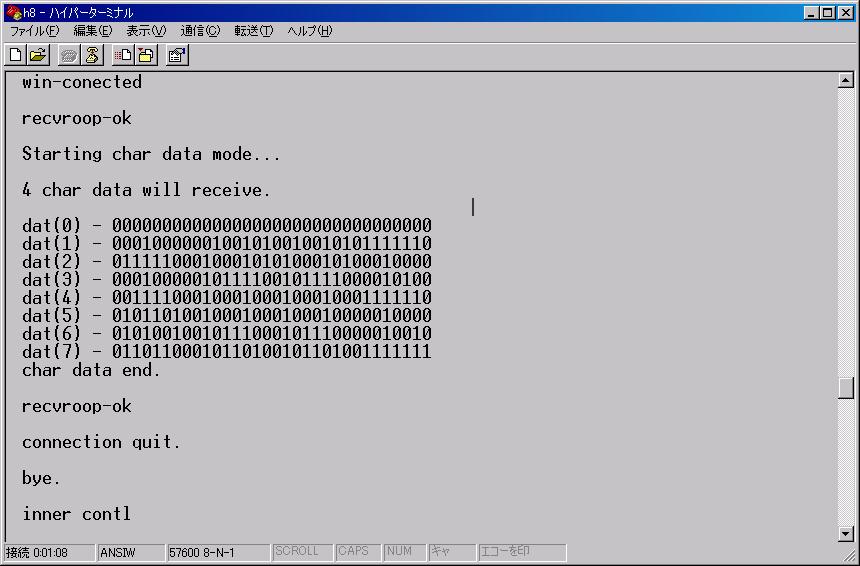 h8 - ハイパーターミナル
ファイル(F) 編集(E) 表示(V) 通信(C) 転送(T) ヘルプ(H)
win-conected
recvroop-ok
Starting char data mode...
4 char data will receive.
dat(0) - 00000000000000000000000000000000
dat(1) - 00010000001001010010010101111110
dat(2) - 01111100010001010100010100010000
dat(3) - 00010000010111100101111000010100
dat(4) - 00111100010001000100010001111110
dat(5) - 01011010010001000100010000010000
dat(6) - 01010010010111000101110000010010
dat(7) - 01101100010110100101101001111111
char data end.
recvroop-ok
connection quit.
bye.
inner contl
接続 0:01:08 ANSIW 57600 8-N-1 SCROLL CAPS NUM キャ エコーを印